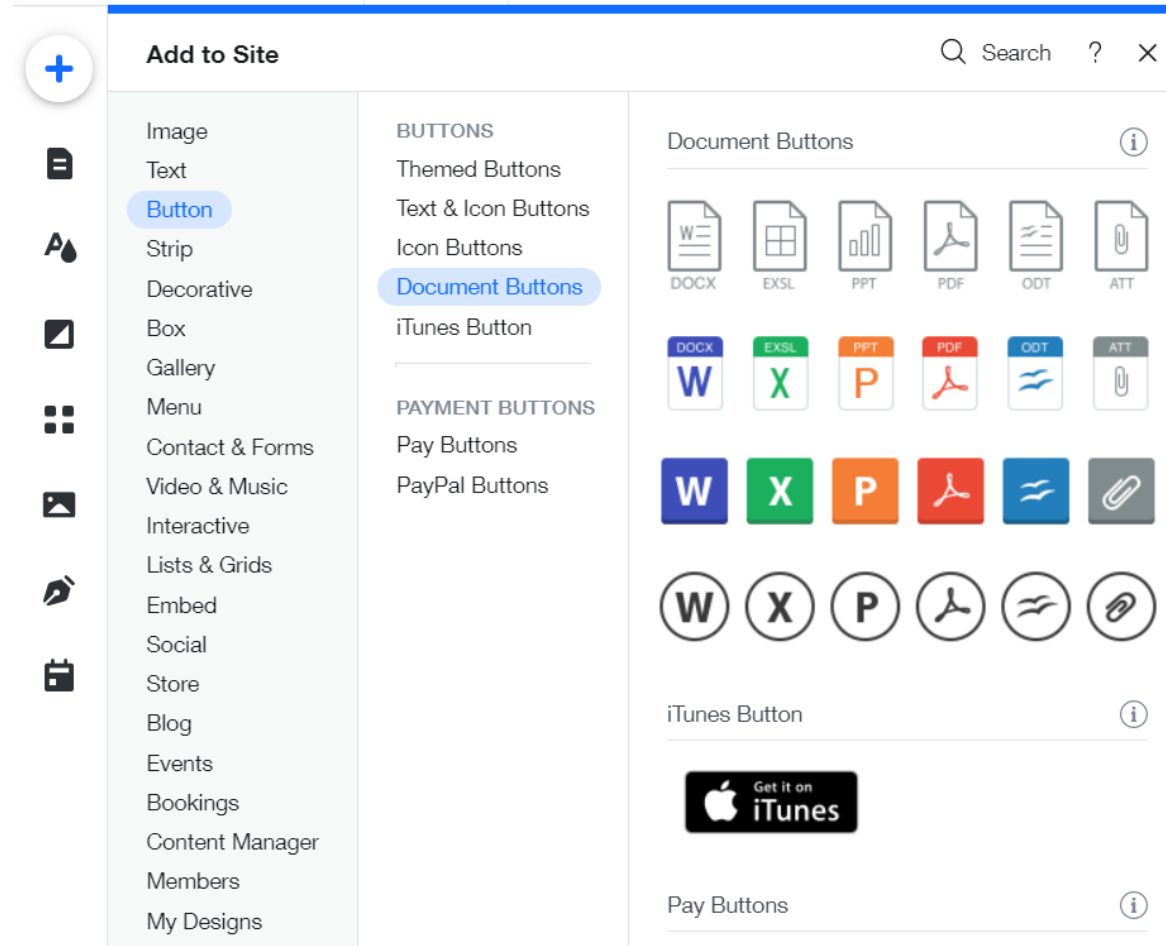 Add to Site
Search ?
Image
Text
Button
Strip
Decorative
Box
Gallery
Menu
Contact & Forms
Video & Music
Interactive
Lists & Grids
Embed
Social
Store
Blog
Events
Bookings
Content Manager
Members
My Designs
BUTTONS
Themed Buttons
Text & Icon Buttons
Icon Buttons
Document Buttons
iTunes Button
PAYMENT BUTTONS
Pay Buttons
PayPal Buttons
Document Buttons
W
DOCX EXSL PPT PDF ODT ATT
DOCX EXSL PPT PDF ODT ATT
W X P
W X P
W X P
iTunes Button
Get it on
iTunes
Pay Buttons